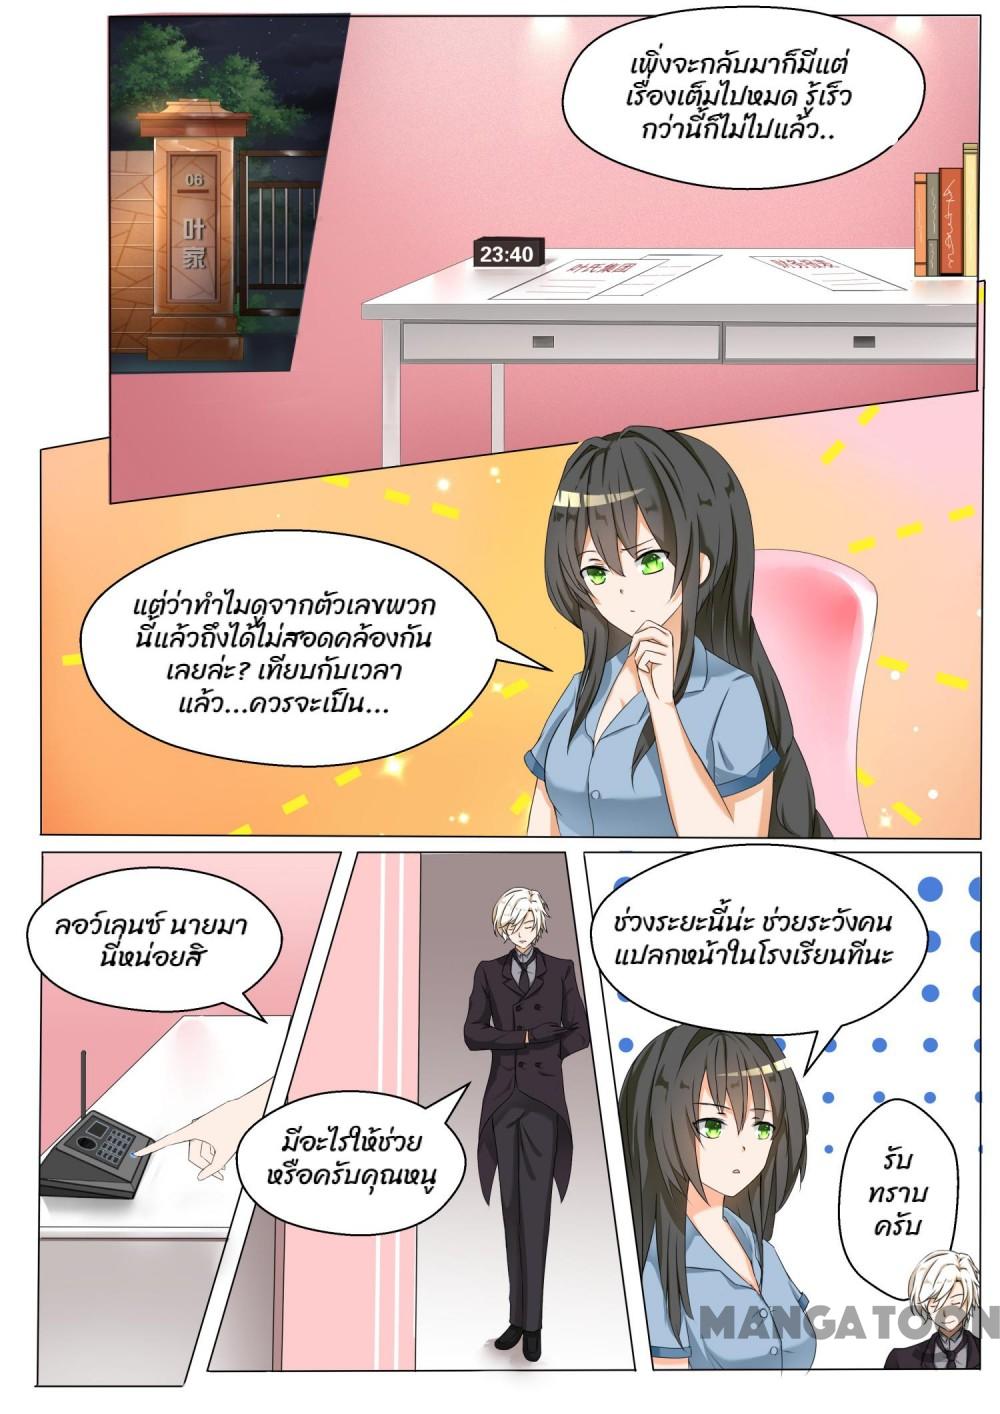 เพิ่งจะกลับมาก็มีแต่
เรื่องเต็มไปหมด รู้เร็ว
กว่านี้ก็ไม่ไปแล้ว..
06
叶
家
23:40
叶氏集团
แต่ว่าทำไมดูจากตัวเลขพวก
นี้แล้วถึงได้ไม่สอดคล้องกัน
เลยล่ะ? เทียบกับเวลา
แล้ว...ควรจะเป็น...
ลอว์เลนซ์ นายมา
นี่หน่อยสิ
มีอะไรให้ช่วย
หรือครับคุณหนู
ช่วงระยะนี้น่ะ ช่วยระวังคน
แปลกหน้าในโรงเรียนทีนะ
รับ
ทราบ
ครับ
MANGATOON